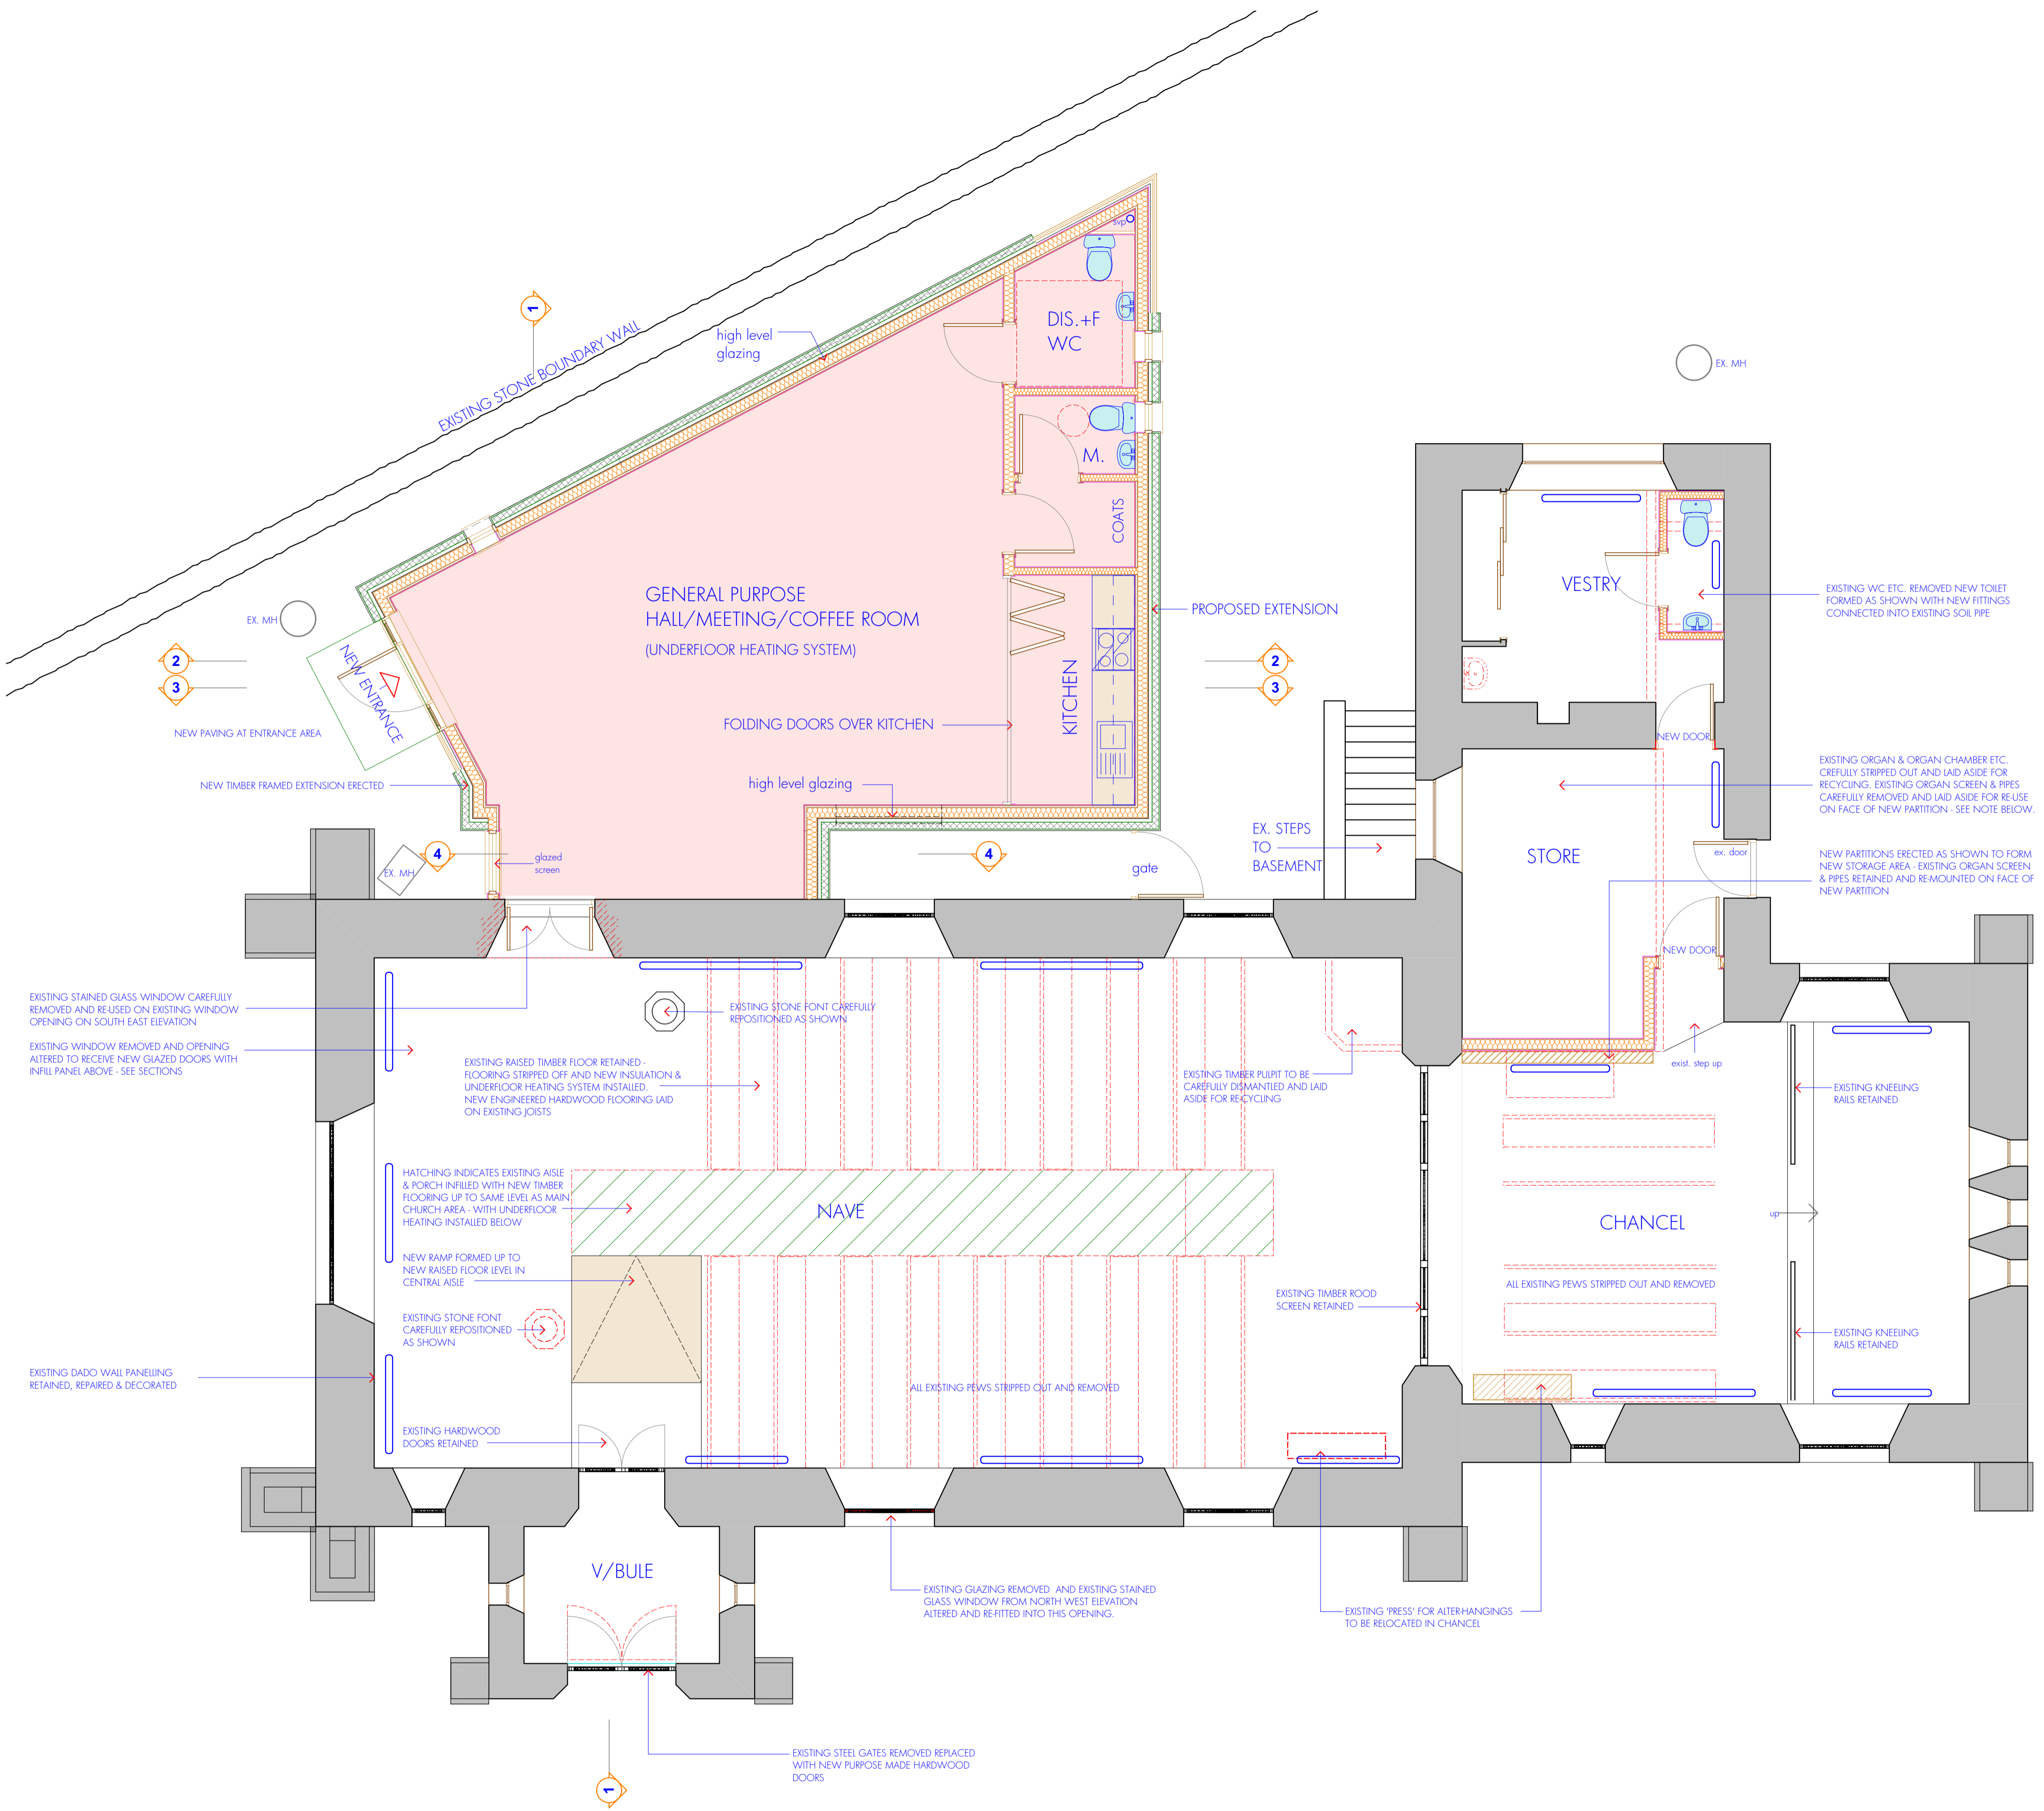 svp
1
EXISTING STONE BOUNDARY WALL
high level
glazing
DIS.+F
WC
EX. MH
M.
COATS
GENERAL PURPOSE
HALL/MEETING/COFFEE ROOM
(UNDERFLOOR HEATING SYSTEM)
PROPOSED EXTENSION
VESTRY
EXISTING WC ETC. REMOVED NEW TOILET
FORMED AS SHOWN WITH NEW FITTINGS
CONNECTED INTO EXISTING SOIL PIPE
EX. MH
2
3
2
3
NEW ENTRANCE
KITCHEN
FOLDING DOORS OVER KITCHEN
NEW PAVING AT ENTRANCE AREA
NEW DOOR
NEW TIMBER FRAMED EXTENSION ERECTED
high level glazing
EXISTING ORGAN & ORGAN CHAMBER ETC.
CREFULLY STRIPPED OUT AND LAID ASIDE FOR
RECYCLING. EXISTING ORGAN SCREEN & PIPES
CAREFULLY REMOVED AND LAID ASIDE FOR RE-USE
ON FACE OF NEW PARTITION - SEE NOTE BELOW.
EX. STEPS
TO
BASEMENT
STORE
ex. door
4
glazed
screen
4
gate
EX. MH
NEW PARTITIONS ERECTED AS SHOWN TO FORM
NEW STORAGE AREA - EXISTING ORGAN SCREEN
& PIPES RETAINED AND RE-MOUNTED ON FACE OF
NEW PARTITION
NEW DOOR
EXISTING STAINED GLASS WINDOW CAREFULLY
REMOVED AND RE-USED ON EXISTING WINDOW
OPENING ON SOUTH EAST ELEVATION
EXISTING STONE FONT CAREFULLY
REPOSITIONED AS SHOWN
EXISTING WINDOW REMOVED AND OPENING
ALTERED TO RECEIVE NEW GLAZED DOORS WITH
INFILL PANEL ABOVE - SEE SECTIONS
EXISTING RAISED TIMBER FLOOR RETAINED -
FLOORING STRIPPED OFF AND NEW INSULATION &
UNDERFLOOR HEATING SYSTEM INSTALLED.
NEW ENGINEERED HARDWOOD FLOORING LAID
ON EXISTING JOISTS
EXISTING TIMBER PULPIT TO BE
CAREFULLY DISMANTLED AND LAID
ASIDE FOR RE-CYCLING
exist. step up
EXISTING KNEELING
RAILS RETAINED
HATCHING INDICATES EXISTING AISLE
& PORCH INFILLED WITH NEW TIMBER
FLOORING UP TO SAME LEVEL AS MAIN
CHURCH AREA - WITH UNDERFLOOR
HEATING INSTALLED BELOW
NAVE
CHANCEL
up
NEW RAMP FORMED UP TO
NEW RAISED FLOOR LEVEL IN
CENTRAL AISLE
ALL EXISTING PEWS STRIPPED OUT AND REMOVED
EXISTING TIMBER ROOD
SCREEN RETAINED
EXISTING STONE FONT
CAREFULLY REPOSITIONED
AS SHOWN
EXISTING KNEELING
RAILS RETAINED
EXISTING DADO WALL PANELLING
RETAINED, REPAIRED & DECORATED
ALL EXISTING PEWS STRIPPED OUT AND REMOVED
EXISTING HARDWOOD
DOORS RETAINED
V/BULE
EXISTING GLAZING REMOVED AND EXISTING STAINED
GLASS WINDOW FROM NORTH WEST ELEVATION
ALTERED AND RE-FITTED INTO THIS OPENING.
EXISTING 'PRESS' FOR ALTER-HANGINGS
TO BE RELOCATED IN CHANCEL
EXISTING STEEL GATES REMOVED REPLACED
WITH NEW PURPOSE MADE HARDWOOD
DOORS
1